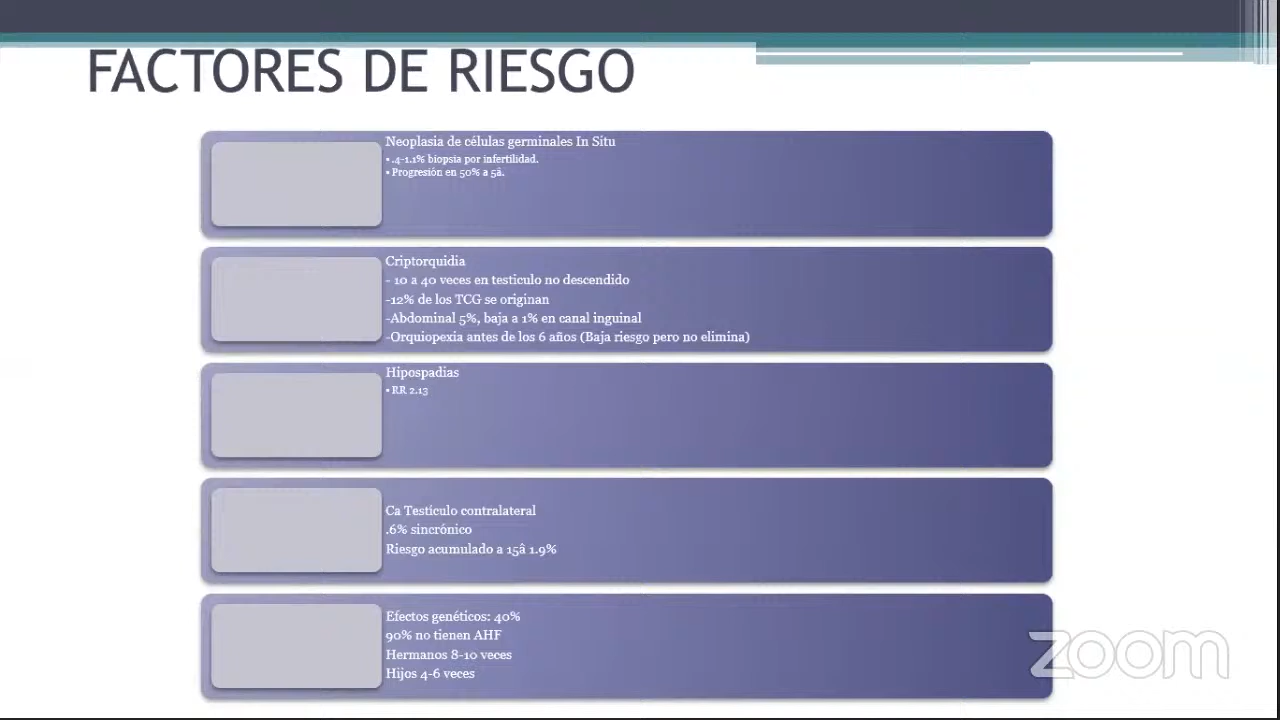 FACTORES DE RIESGO
Neoplasia de células germinales In Situ
• .4-1.1% biopsia por infertilidad.
• Progresión en 50% a 5â.
Criptorquidia
- 10 a 40 veces en testiculo no descendido
-12% de los TCG se originan
-Abdominal 5%, baja a 1% en canal inguinal
-Orquiopexia antes de los 6 años (Baja riesgo pero no elimina)
Hipospadias
• RR 2.13
Ca Testiculo contralateral
.6% sincrónico
Riesgo acumulado a 15â 1.9%
Efectos genéticos: 40%
90% no tienen AHF
Hermanos 8-10 veces
Hijos 4-6 veces
zoom